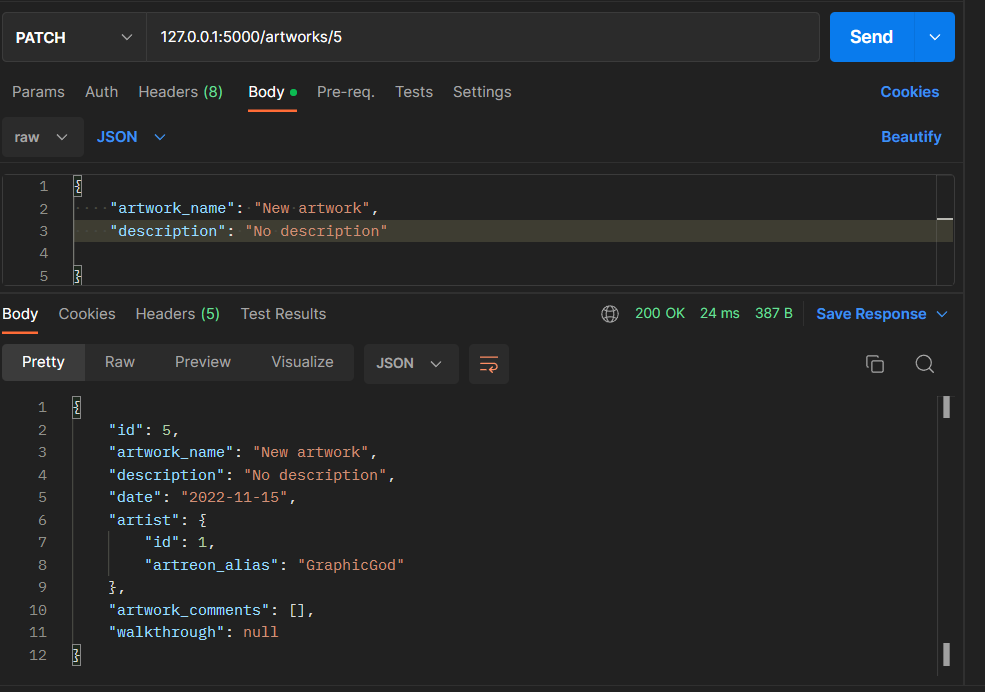 PATCH 127.0.0.1:5000/artworks/5 Send
Params Auth Headers (8) Body Pre-req. Tests Settings Cookies
raw JSON Beautify
1 {
2 "artwork_name": "New artwork",
3 "description": "No description"
4
5 }
Body Cookies Headers (5) Test Results 200 OK 24 ms 387 B Save Response
Pretty Raw Preview Visualize JSON
1 {
2 "id": 5,
3 "artwork_name": "New artwork",
4 "description": "No description",
5 "date": "2022-11-15",
6 "artist": {
7 "id": 1,
8 "artreon_alias": "GraphicGod"
9 },
10 "artwork_comments": [],
11 "walkthrough": null
12 }